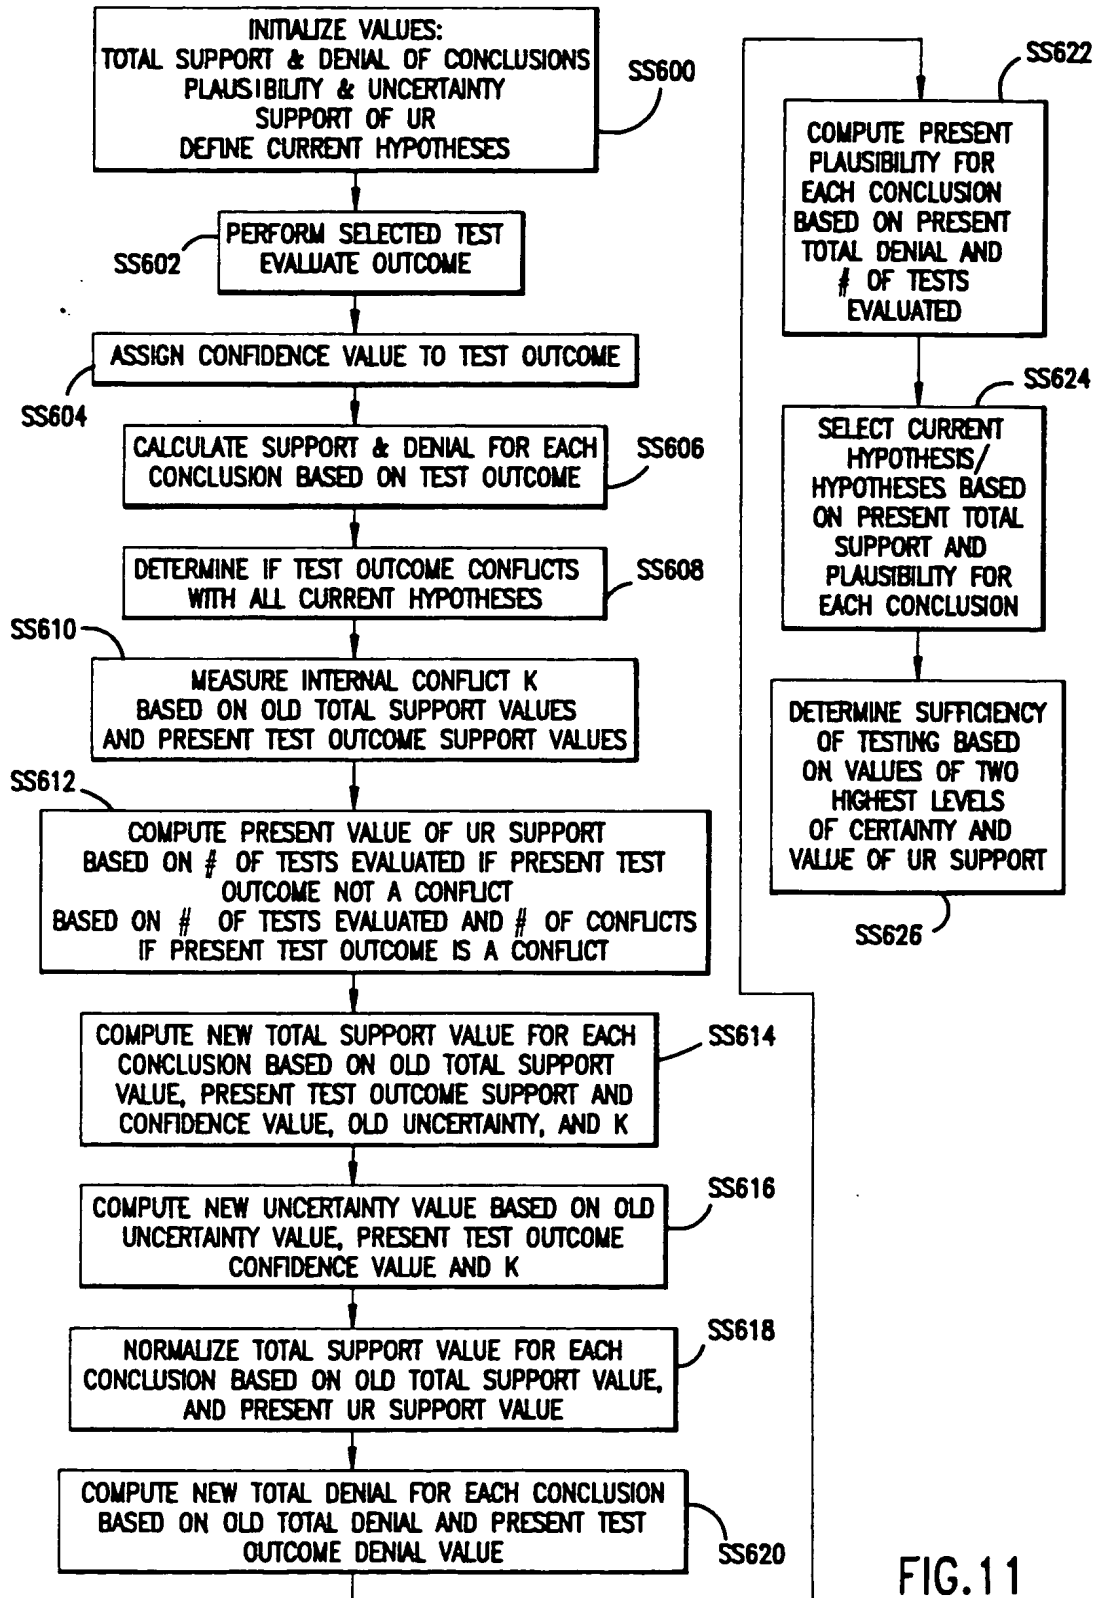 INITIALIZE VALUES:
TOTAL SUPPORT & DENIAL OF CONCLUSIONS
PLAUSIBILITY & UNCERTAINTY
SUPPORT OF UR
DEFINE CURRENT HYPOTHESES
SS600
PERFORM SELECTED TEST
EVALUATE OUTCOME
SS602
ASSIGN CONFIDENCE VALUE TO TEST OUTCOME
SS604
CALCULATE SUPPORT & DENIAL FOR EACH
CONCLUSION BASED ON TEST OUTCOME
SS606
DETERMINE IF TEST OUTCOME CONFLICTS
WITH ALL CURRENT HYPOTHESES
SS608
SS610
MEASURE INTERNAL CONFLICT K
BASED ON OLD TOTAL SUPPORT VALUES
AND PRESENT TEST OUTCOME SUPPORT VALUES
SS612
COMPUTE PRESENT VALUE OF UR SUPPORT
BASED ON # OF TESTS EVALUATED IF PRESENT TEST
OUTCOME NOT A CONFLICT
BASED ON # OF TESTS EVALUATED AND # OF CONFLICTS
IF PRESENT TEST OUTCOME IS A CONFLICT
COMPUTE NEW TOTAL SUPPORT VALUE FOR EACH
CONCLUSION BASED ON OLD TOTAL SUPPORT
VALUE, PRESENT TEST OUTCOME SUPPORT AND
CONFIDENCE VALUE, OLD UNCERTAINTY, AND K
SS614
COMPUTE NEW UNCERTAINTY VALUE BASED ON OLD
UNCERTAINTY VALUE, PRESENT TEST OUTCOME
CONFIDENCE VALUE AND K
SS616
NORMALIZE TOTAL SUPPORT VALUE FOR EACH
CONCLUSION BASED ON OLD TOTAL SUPPORT VALUE,
AND PRESENT UR SUPPORT VALUE
SS618
COMPUTE NEW TOTAL DENIAL FOR EACH CONCLUSION
BASED ON OLD TOTAL DENIAL AND PRESENT TEST
OUTCOME DENIAL VALUE
SS620
SS622
COMPUTE PRESENT
PLAUSIBILITY FOR
EACH CONCLUSION
BASED ON PRESENT
TOTAL DENIAL AND
# OF TESTS
EVALUATED
SS624
SELECT CURRENT
HYPOTHESIS/
HYPOTHESES BASED
ON PRESENT TOTAL
SUPPORT AND
PLAUSIBILITY FOR
EACH CONCLUSION
DETERMINE SUFFICIENCY
OF TESTING BASED
ON VALUES OF TWO
HIGHEST LEVELS
OF CERTAINTY AND
VALUE OF UR SUPPORT
SS626
FIG.11